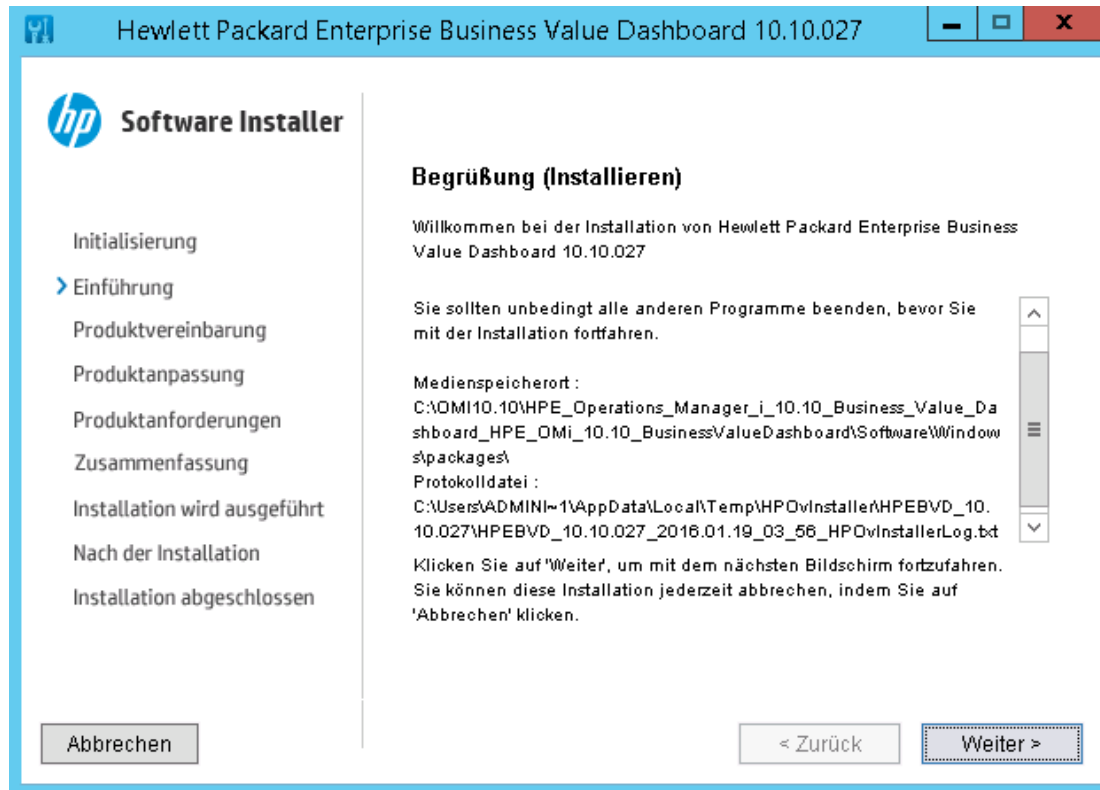 Hewlett Packard Enterprise Business Value Dashboard 10.10.027
hp
Software Installer
Initialisierung
Einführung
Produktvereinbarung
Produktanpassung
Produktanforderungen
Zusammenfassung
Installation wird ausgeführt
Nach der Installation
Installation abgeschlossen
Begrüßung (Installieren)
Willkommen bei der Installation von Hewlett Packard Enterprise Business
Value Dashboard 10.10.027
Sie sollten unbedingt alle anderen Programme beenden, bevor Sie
mit der Installation fortfahren.
Medienspeicherort :
C:\OMI10.10\HPE_Operations_Manager_i_10.10_Business_Value_Da
shboard_HPE_OMi_10.10_BusinessValueDashboard\Software\Window
s\packages\
Protokolldatei :
C:\Users\ADMINI~1\AppData\Local\Temp\HPOvInstaller\HPEBVD_10.
10.027\HPEBVD_10.10.027_2016.01.19_03_56_HPOvInstallerLog.txt
Klicken Sie auf 'Weiter', um mit dem nächsten Bildschirm fortzufahren.
Sie können diese Installation jederzeit abbrechen, indem Sie auf
'Abbrechen' klicken.
Abbrechen
< Zurück
Weiter >